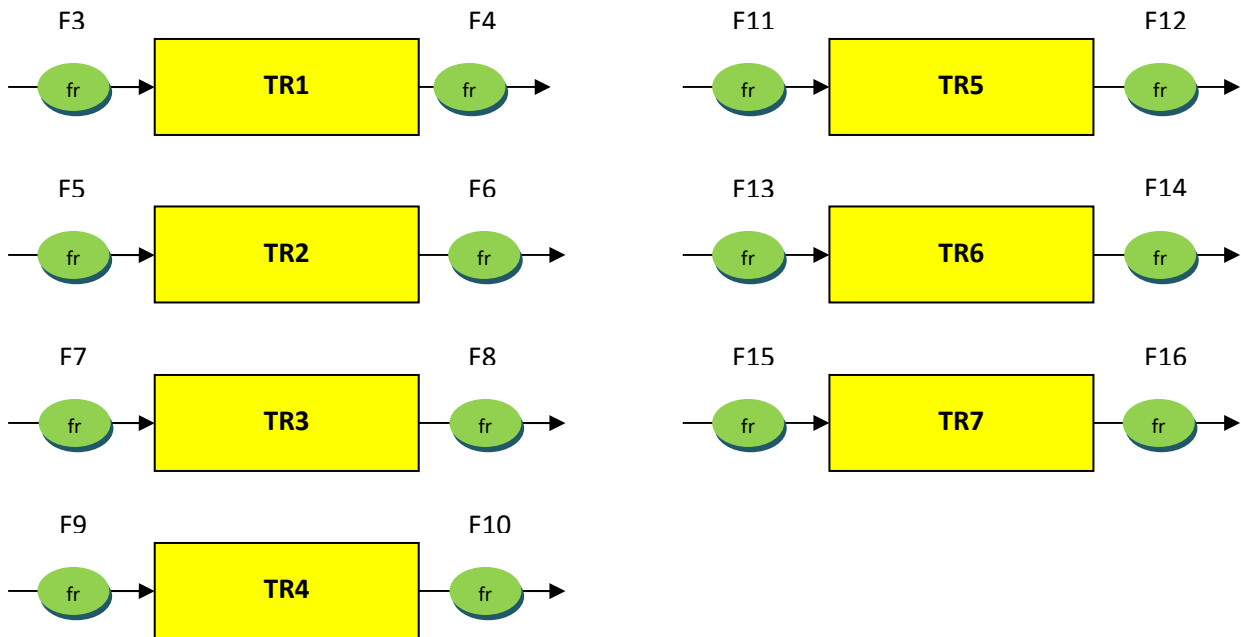 F3 F4 F11 F12
fr TR1 fr fr TR5 fr
F5 F6 F13 F14
fr TR2 fr fr TR6 fr
F7 F8 F15 F16
fr TR3 fr fr TR7 fr
F9 F10
fr TR4 fr